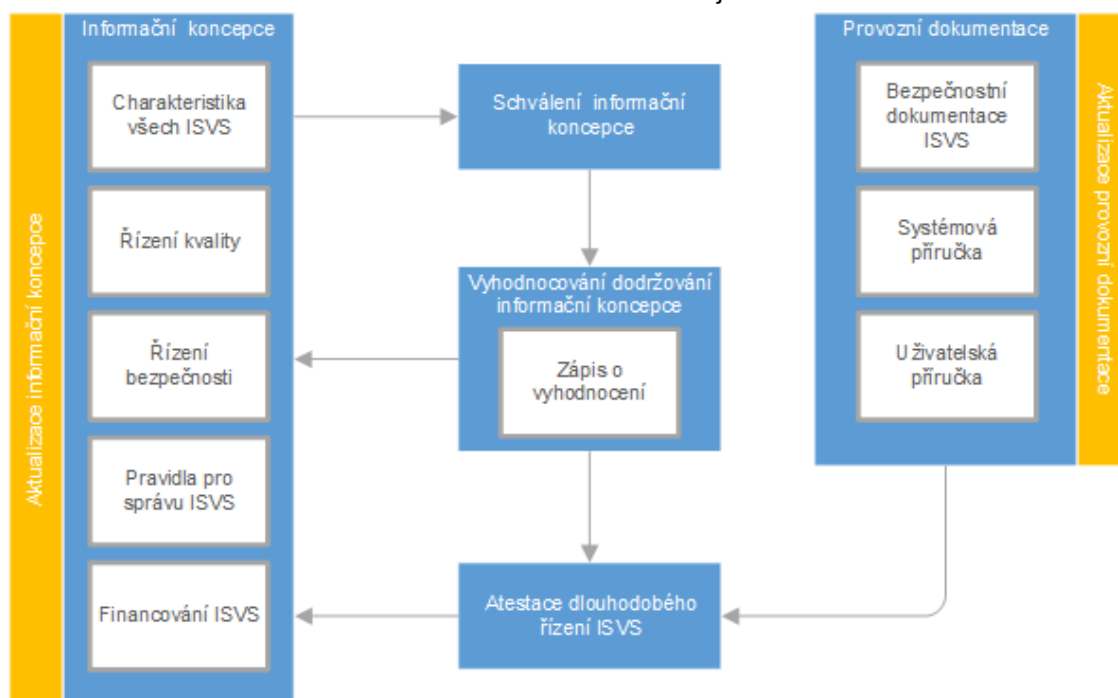 Aktualizace informační koncepce
Informační koncepce
Charakteristika
všech ISVS
Řízení kvality
Řízení
bezpečnosti
Pravidla pro
správu ISVS
Financování ISVS
Schválení informační
koncepce
Vyhodnocování dodržování
informační koncepce
Zápis o
vyhodnocení
Atestace dlouhodobého
řízení ISVS
Provozní dokumentace
Bezpečnostní
dokumentace
ISVS
Systémová
příručka
Uživatelská
příručka
Aktualizace provozní dokumentace